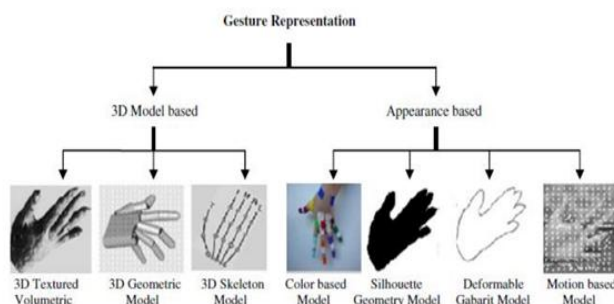 Gesture Representation
3D Model based
Appearance based
3D Textured
Volumetric
3D Geometric
Model
3D Skeleton
Model
Color based
Model
Silhouette
Geometry Model
Deformable
Gabarit Model
Motion based
Model